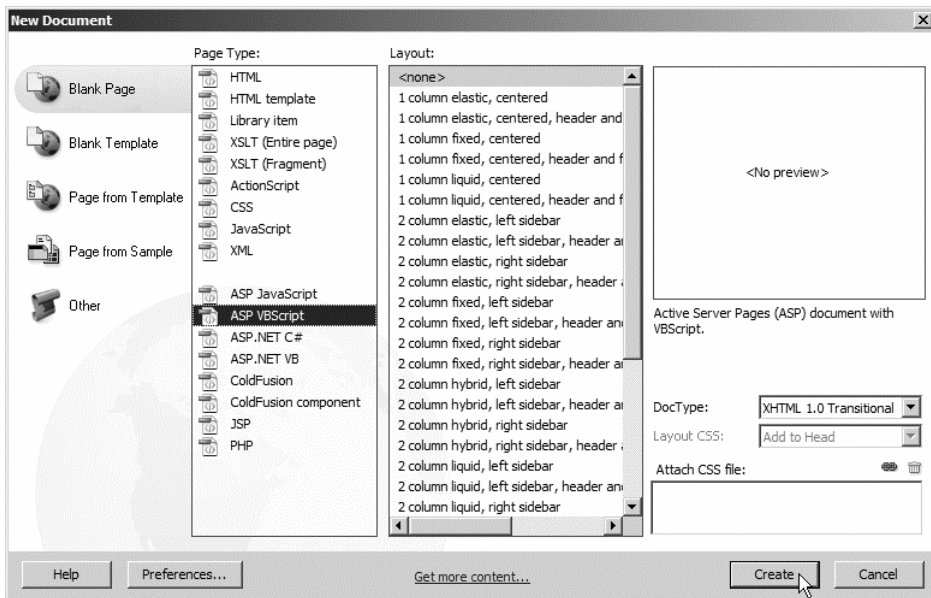 New Document
Page Type:
Layout:
Blank Page
Blank Template
Page from Template
Page from Sample
Other
HTML
HTML template
Library item
XSLT (Entire page)
XSLT (Fragment)
ActionScript
CSS
JavaScript
XML
ASP JavaScript
ASP VBScript
ASP.NET C#
ASP.NET VB
ColdFusion
ColdFusion component
JSP
PHP
<none>
1 column elastic, centered
1 column elastic, centered, header and
1 column fixed, centered
1 column fixed, centered, header and f
1 column liquid, centered
1 column liquid, centered, header and f
2 column elastic, left sidebar
2 column elastic, left sidebar, header a
2 column elastic, right sidebar
2 column elastic, right sidebar, header
2 column fixed, left sidebar
2 column fixed, left sidebar, header and
2 column fixed, right sidebar
2 column fixed, right sidebar, header a
2 column hybrid, left sidebar
2 column hybrid, left sidebar, header a
2 column hybrid, right sidebar
2 column hybrid, right sidebar, header
2 column liquid, left sidebar
2 column liquid, left sidebar, header and
2 column liquid, right sidebar
<No preview>
Active Server Pages (ASP) document with
VBScript.
DocType:
XHTML 1.0 Transitional
Layout CSS:
Add to Head
Attach CSS file:
Help
Preferences...
Get more content...
Create
Cancel